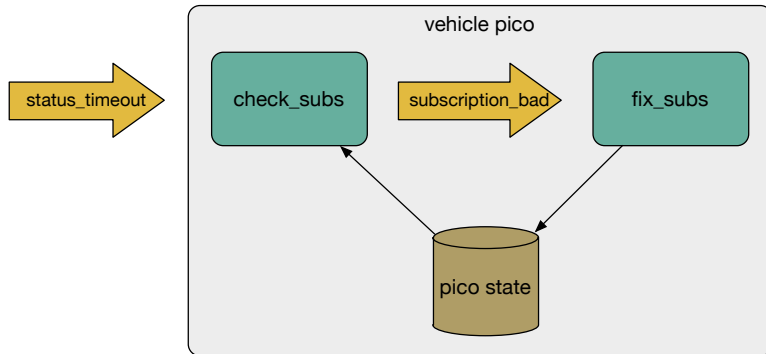 vehicle pico
status_timeout
check_subs
subscription_bad
fix_subs
pico state